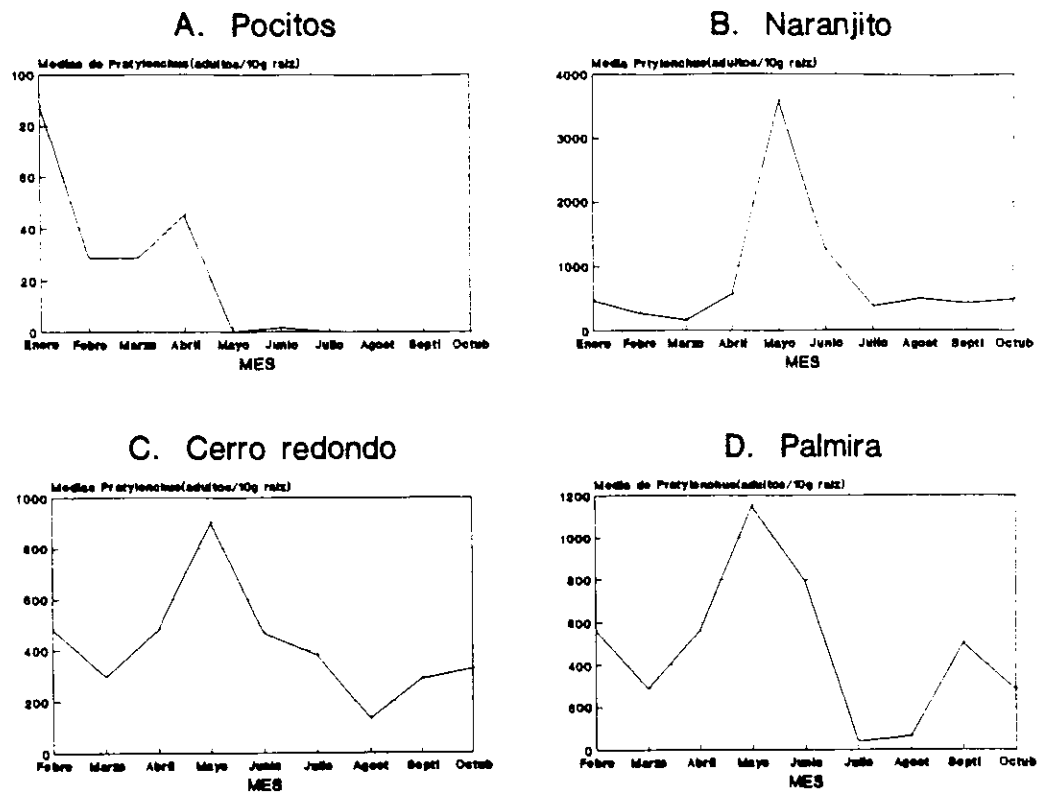 A. Pocitos
Medias de Pratylenchus(adultos/10g raiz)
100
80
60
40
20
0
Enero Febre Marzo Abril Mayo Junio Julio Agost Septi Octub
MES
B. Naranjito
Media Prtylenchus(adultos/10g raiz)
4000
3000
2000
1000
0
Enero Febre Marzo Abril Mayo Junio Julio Agost Septi Octub
MES
C. Cerro redondo
Medias Pratylenchus(adultos/10g raiz)
1000
800
600
400
200
0
Febre Marzo Abril Mayo Junio Julio Agost Septi Octub
MES
D. Palmira
Media de Pratylenchus(adultos/10g raiz)
1200
1000
800
600
400
200
0
Febre Marzo Abril Mayo Junio Julio Agost Septi Octub
MES